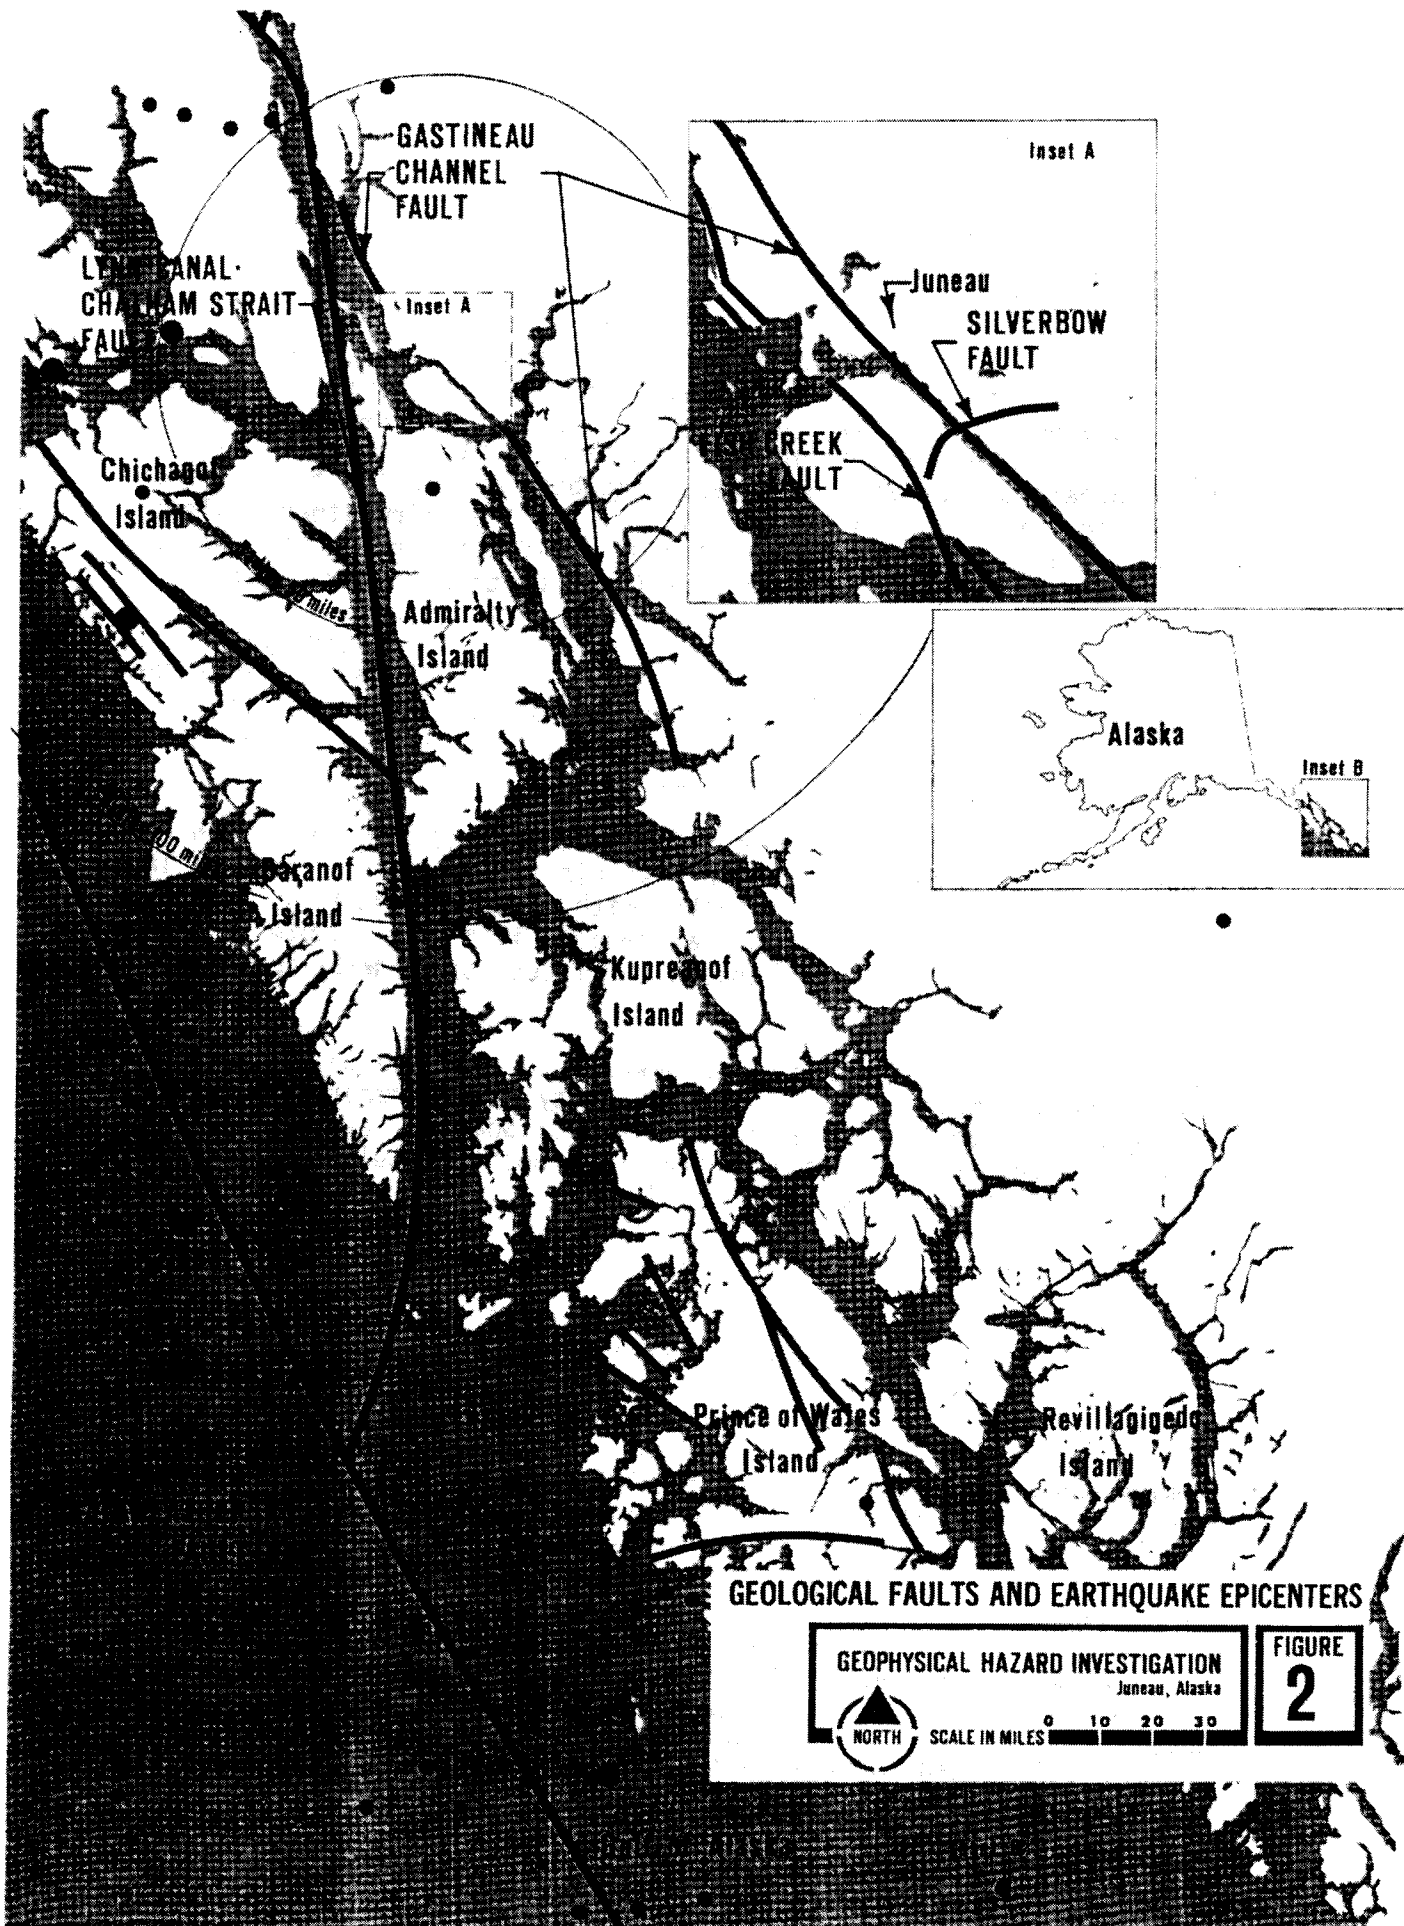 GASTINEAU
CHANNEL
FAULT
Inset A
Juneau
SILVERBOW
FAULT
CREEK
Inset A
CHATHAM STRAIT
Chichagof
Island
miles
Admiralty
Island
Alaska
Inset B
Baranof
Island
Kupreanof
Island
Prince of Wales
Island
Revillagigedo
Island
GEOLOGICAL FAULTS AND EARTHQUAKE EPICENTERS
GEOPHYSICAL HAZARD INVESTIGATION
Juneau, Alaska
FIGURE
2
NORTH
SCALE IN MILES
0 10 20 30